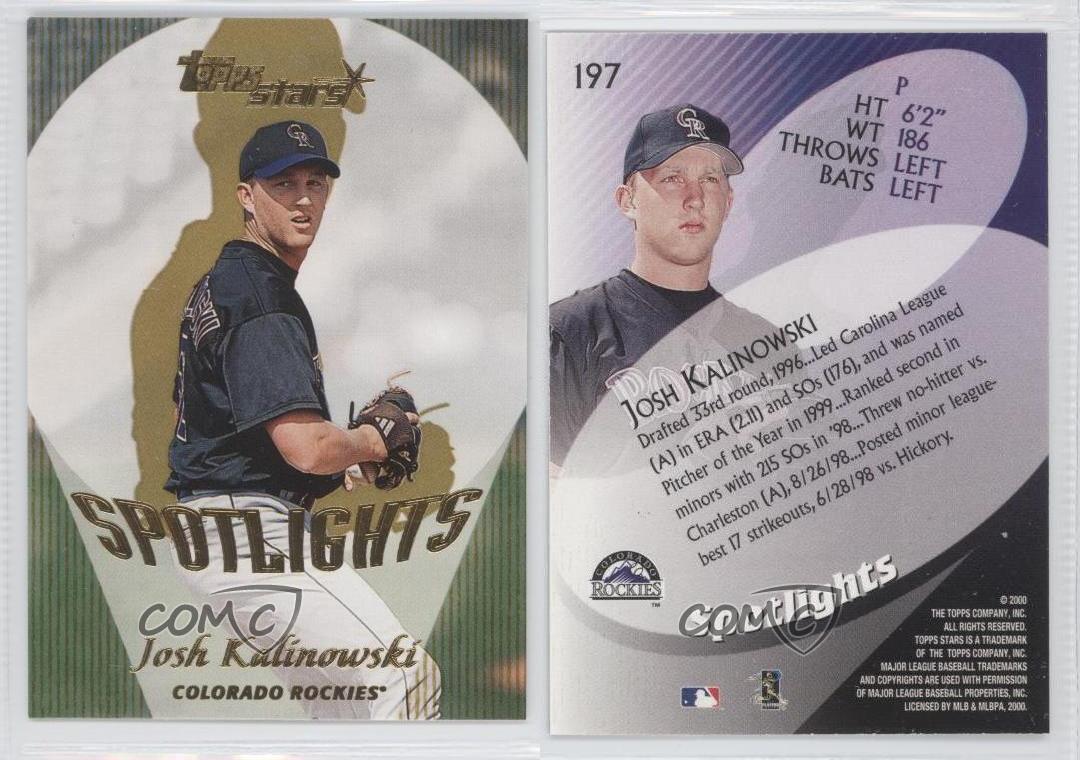 topps
stars
SPOTLIGHTS
COMC
Josh Kalinowski
COLORADO ROCKIES
197
P
HT 6'2"
WT 186
THROWS LEFT
BATS LEFT
JOSH KALINOWSKI
Drafted 33rd round, 1996...Led Carolina League
(A) in ERA (2.11) and SOs (176), and was named
Pitcher of the Year in 1999...Ranked second in
minors with 215 SOs in '98...Threw no-hitter vs.
Charleston (A), 8/26/98...Posted minor league-
best 17 strikeouts, 6/28/98 vs. Hickory.
COLORADO
ROCKIES
TM
Spotlights
COMC
© 2000
THE TOPPS COMPANY, INC.
ALL RIGHTS RESERVED.
TOPPS STARS IS A TRADEMARK
OF THE TOPPS COMPANY, INC.
MAJOR LEAGUE BASEBALL TRADEMARKS
AND COPYRIGHTS ARE USED WITH PERMISSION
OF MAJOR LEAGUE BASEBALL PROPERTIES, INC.
LICENSED BY MLB & MLBPA, 2000.